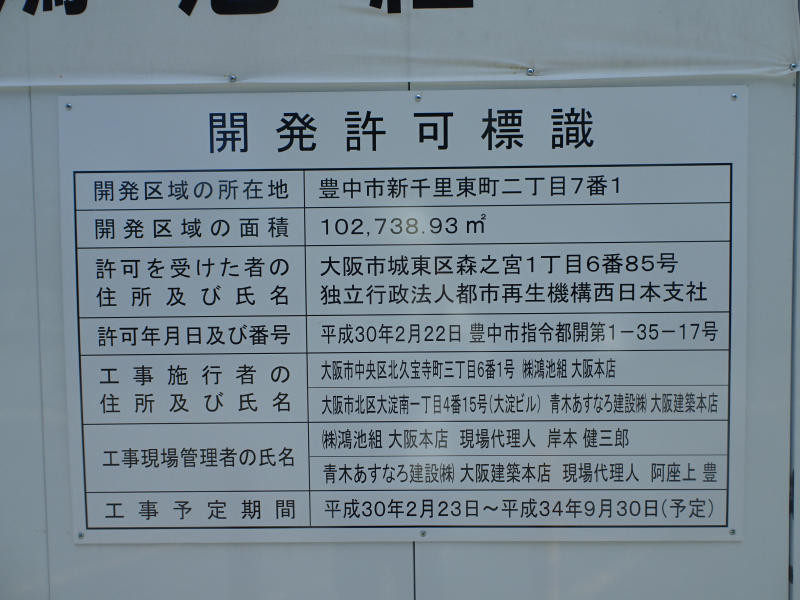 鴻池組
開発許可標識
開発区域の所在地 豊中市新千里東町二丁目7番1
開発区域の面積 102,738.93㎡
許可を受けた者の 大阪市城東区森之宮1丁目6番85号
住所及び氏名 独立行政法人都市再生機構西日本支社
許可年月日及び番号 平成30年2月22日 豊中市指令都開第1－35－17号
工事施行者の 大阪市中央区北久宝寺町三丁目6番1号 ㈱鴻池組 大阪本店
住所及び氏名 大阪市北区大淀南一丁目4番15号(大淀ビル) 青木あすなろ建設㈱ 大阪建築本店
工事現場管理者の氏名 ㈱鴻池組 大阪本店 現場代理人 岸本 健三郎
青木あすなろ建設㈱ 大阪建築本店 現場代理人 阿座上 豊
工事予定期間 平成30年2月23日～平成34年9月30日(予定)